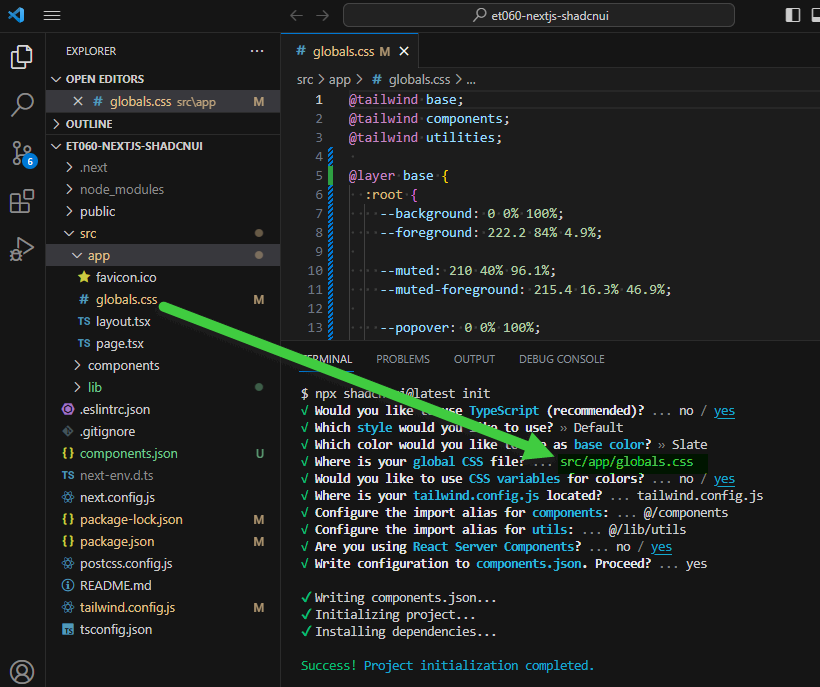 et060-nextjs-shadcnui
EXPLORER
OPEN EDITORS
globals.css src\app M
OUTLINE
ET060-NEXTJS-SHADCNUI
.next
node_modules
public
src
app
favicon.ico
globals.css M
layout.tsx
page.tsx
components
lib
.eslintrc.json
.gitignore
components.json U
next-env.d.ts
next.config.js
package-lock.json M
package.json M
postcss.config.js
README.md
tailwind.config.js M
tsconfig.json
6
globals.css M
src > app > # globals.css > ...
1 @tailwind base;
2 @tailwind components;
3 @tailwind utilities;
4
5 @layer base {
6 :root {
7 --background: 0 0% 100%;
8 --foreground: 222.2 84% 4.9%;
9
10 --muted: 210 40% 96.1%;
11 --muted-foreground: 215.4 16.3% 46.9%;
12
13 --popover: 0 0% 100%;
TERMINAL PROBLEMS OUTPUT DEBUG CONSOLE
$ npx shadcn-ui@latest init
√ Would you like to use TypeScript (recommended)? ... no / yes
√ Which style would you like to use? » Default
√ Which color would you like to use as base color? » Slate
√ Where is your global CSS file? ... src/app/globals.css
√ Would you like to use CSS variables for colors? ... no / yes
√ Where is your tailwind.config.js located? ... tailwind.config.js
√ Configure the import alias for components: ... @/components
√ Configure the import alias for utils: ... @/lib/utils
√ Are you using React Server Components? ... no / yes
√ Write configuration to components.json. Proceed? ... yes
✓ Writing components.json...
✓ Initializing project...
✓ Installing dependencies...
Success! Project initialization completed.